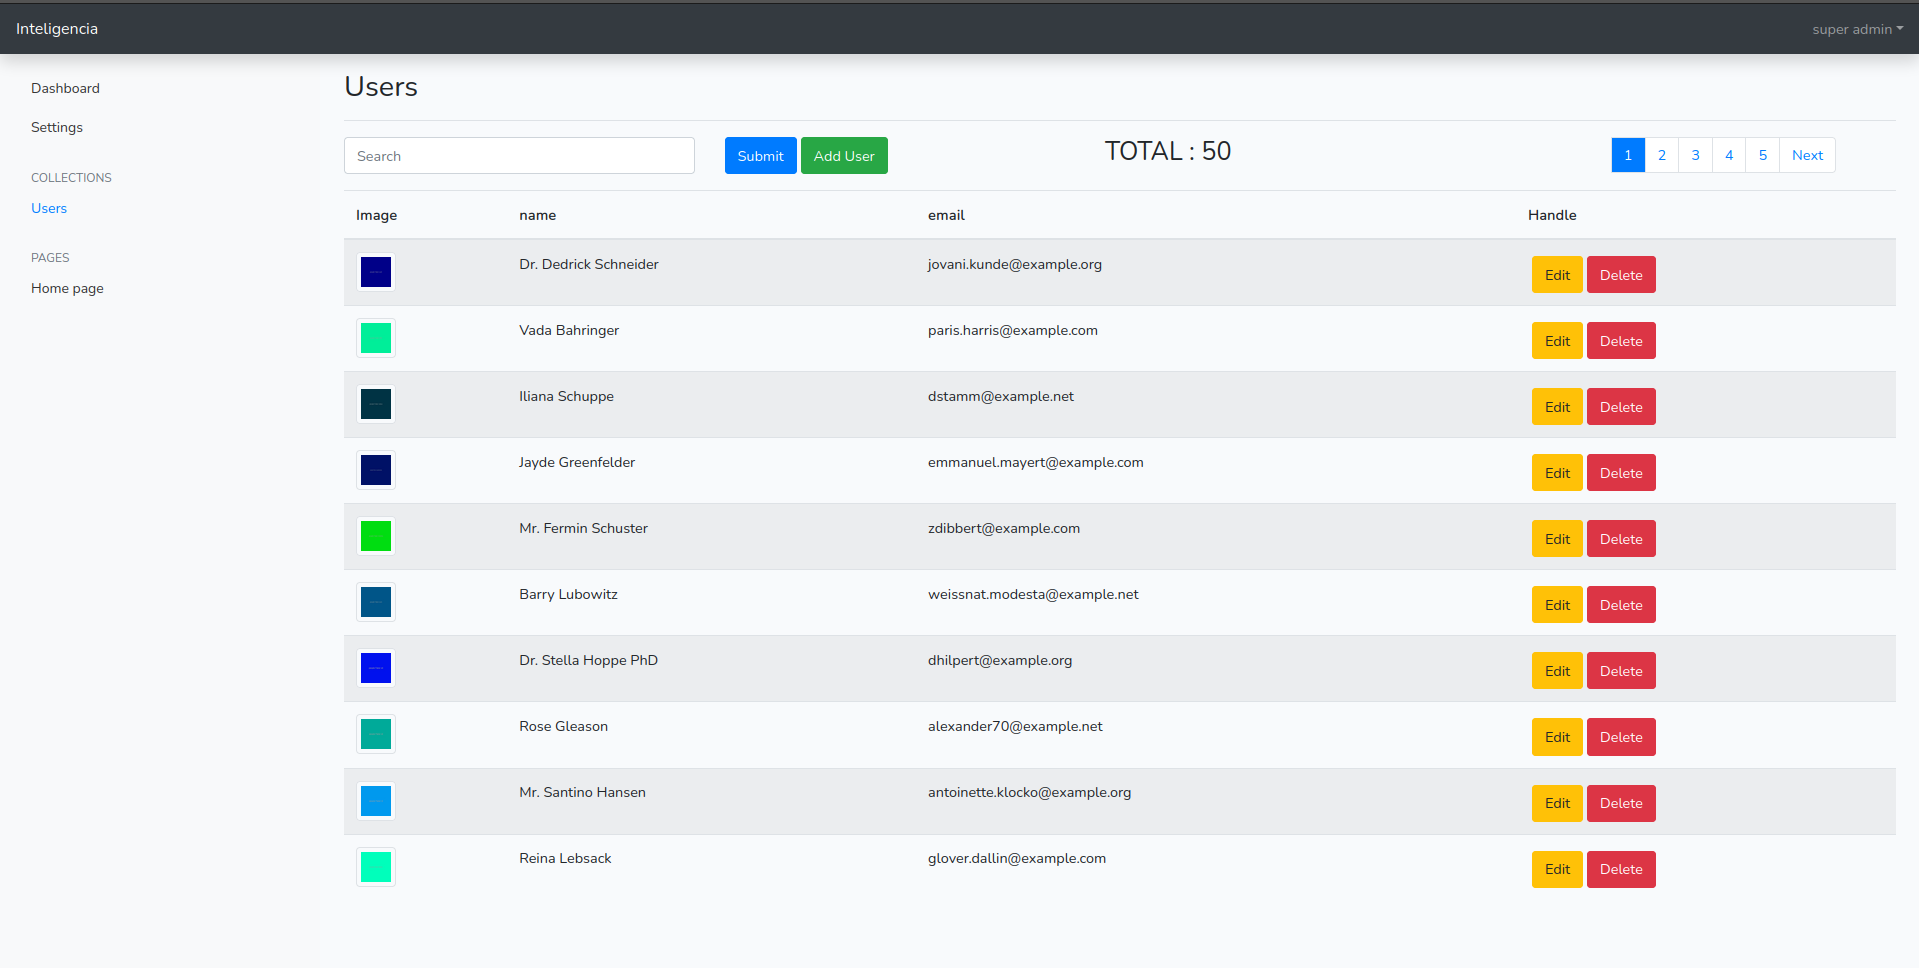 Inteligencia
super admin
Dashboard
Settings
COLLECTIONS
Users
PAGES
Home page
Users
Search
Submit
Add User
TOTAL : 50
1 2 3 4 5 Next
Image name email Handle
Dr. Dedrick Schneider jovani.kunde@example.org Edit Delete
Vada Bahringer paris.harris@example.com Edit Delete
Iliana Schuppe dstamm@example.net Edit Delete
Jayde Greenfelder emmanuel.mayert@example.com Edit Delete
Mr. Fermin Schuster zdibbert@example.com Edit Delete
Barry Lubowitz weissnat.modesta@example.net Edit Delete
Dr. Stella Hoppe PhD dhilpert@example.org Edit Delete
Rose Gleason alexander70@example.net Edit Delete
Mr. Santino Hansen antoinette.klocko@example.org Edit Delete
Reina Lebsack glover.dallin@example.com Edit Delete